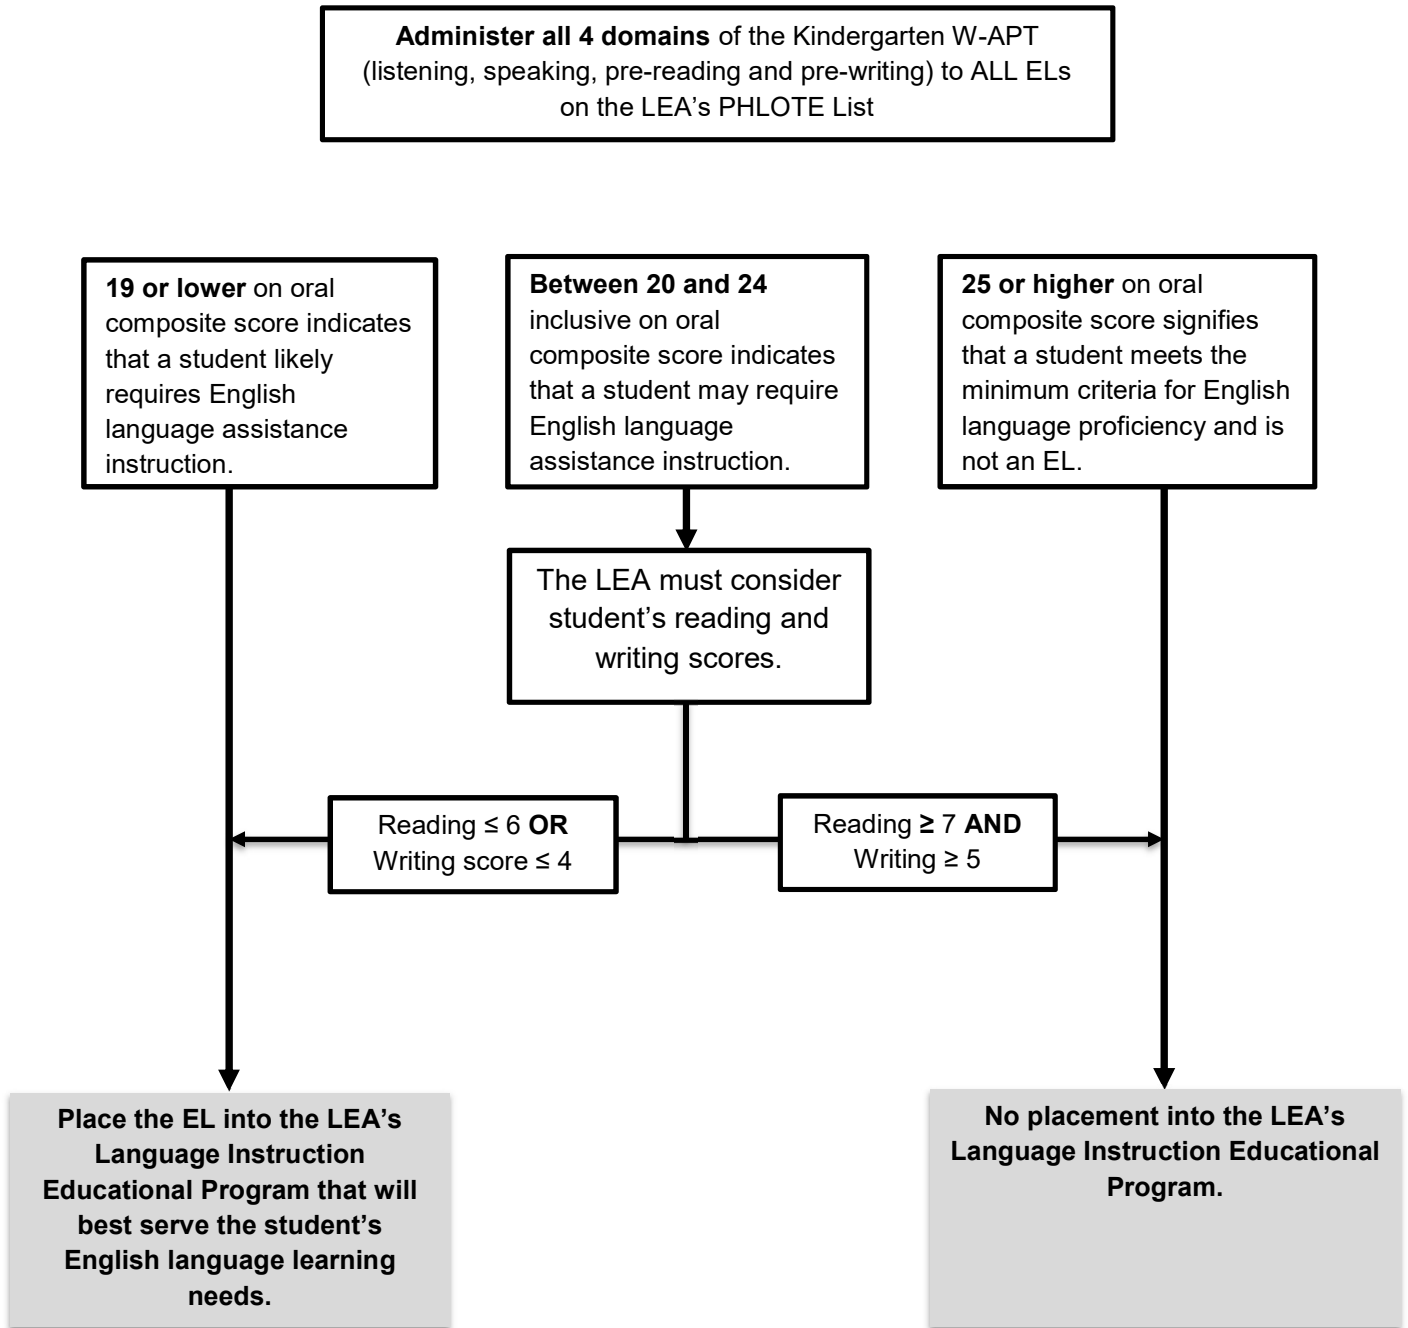 Administer all 4 domains of the Kindergarten W-APT
(listening, speaking, pre-reading and pre-writing) to ALL ELs
on the LEA’s PHLOTE List
19 or lower on oral
composite score indicates
that a student likely
requires English
language assistance
instruction.
Between 20 and 24
inclusive on oral
composite score indicates
that a student may require
English language
assistance instruction.
25 or higher on oral
composite score signifies
that a student meets the
minimum criteria for English
language proficiency and is
not an EL.
The LEA must consider
student’s reading and
writing scores.
Reading ≤ 6 OR
Writing score ≤ 4
Reading ≥ 7 AND
Writing ≥ 5
Place the EL into the LEA’s
Language Instruction
Educational Program that will
best serve the student’s
English language learning
needs.
No placement into the LEA’s
Language Instruction Educational
Program.